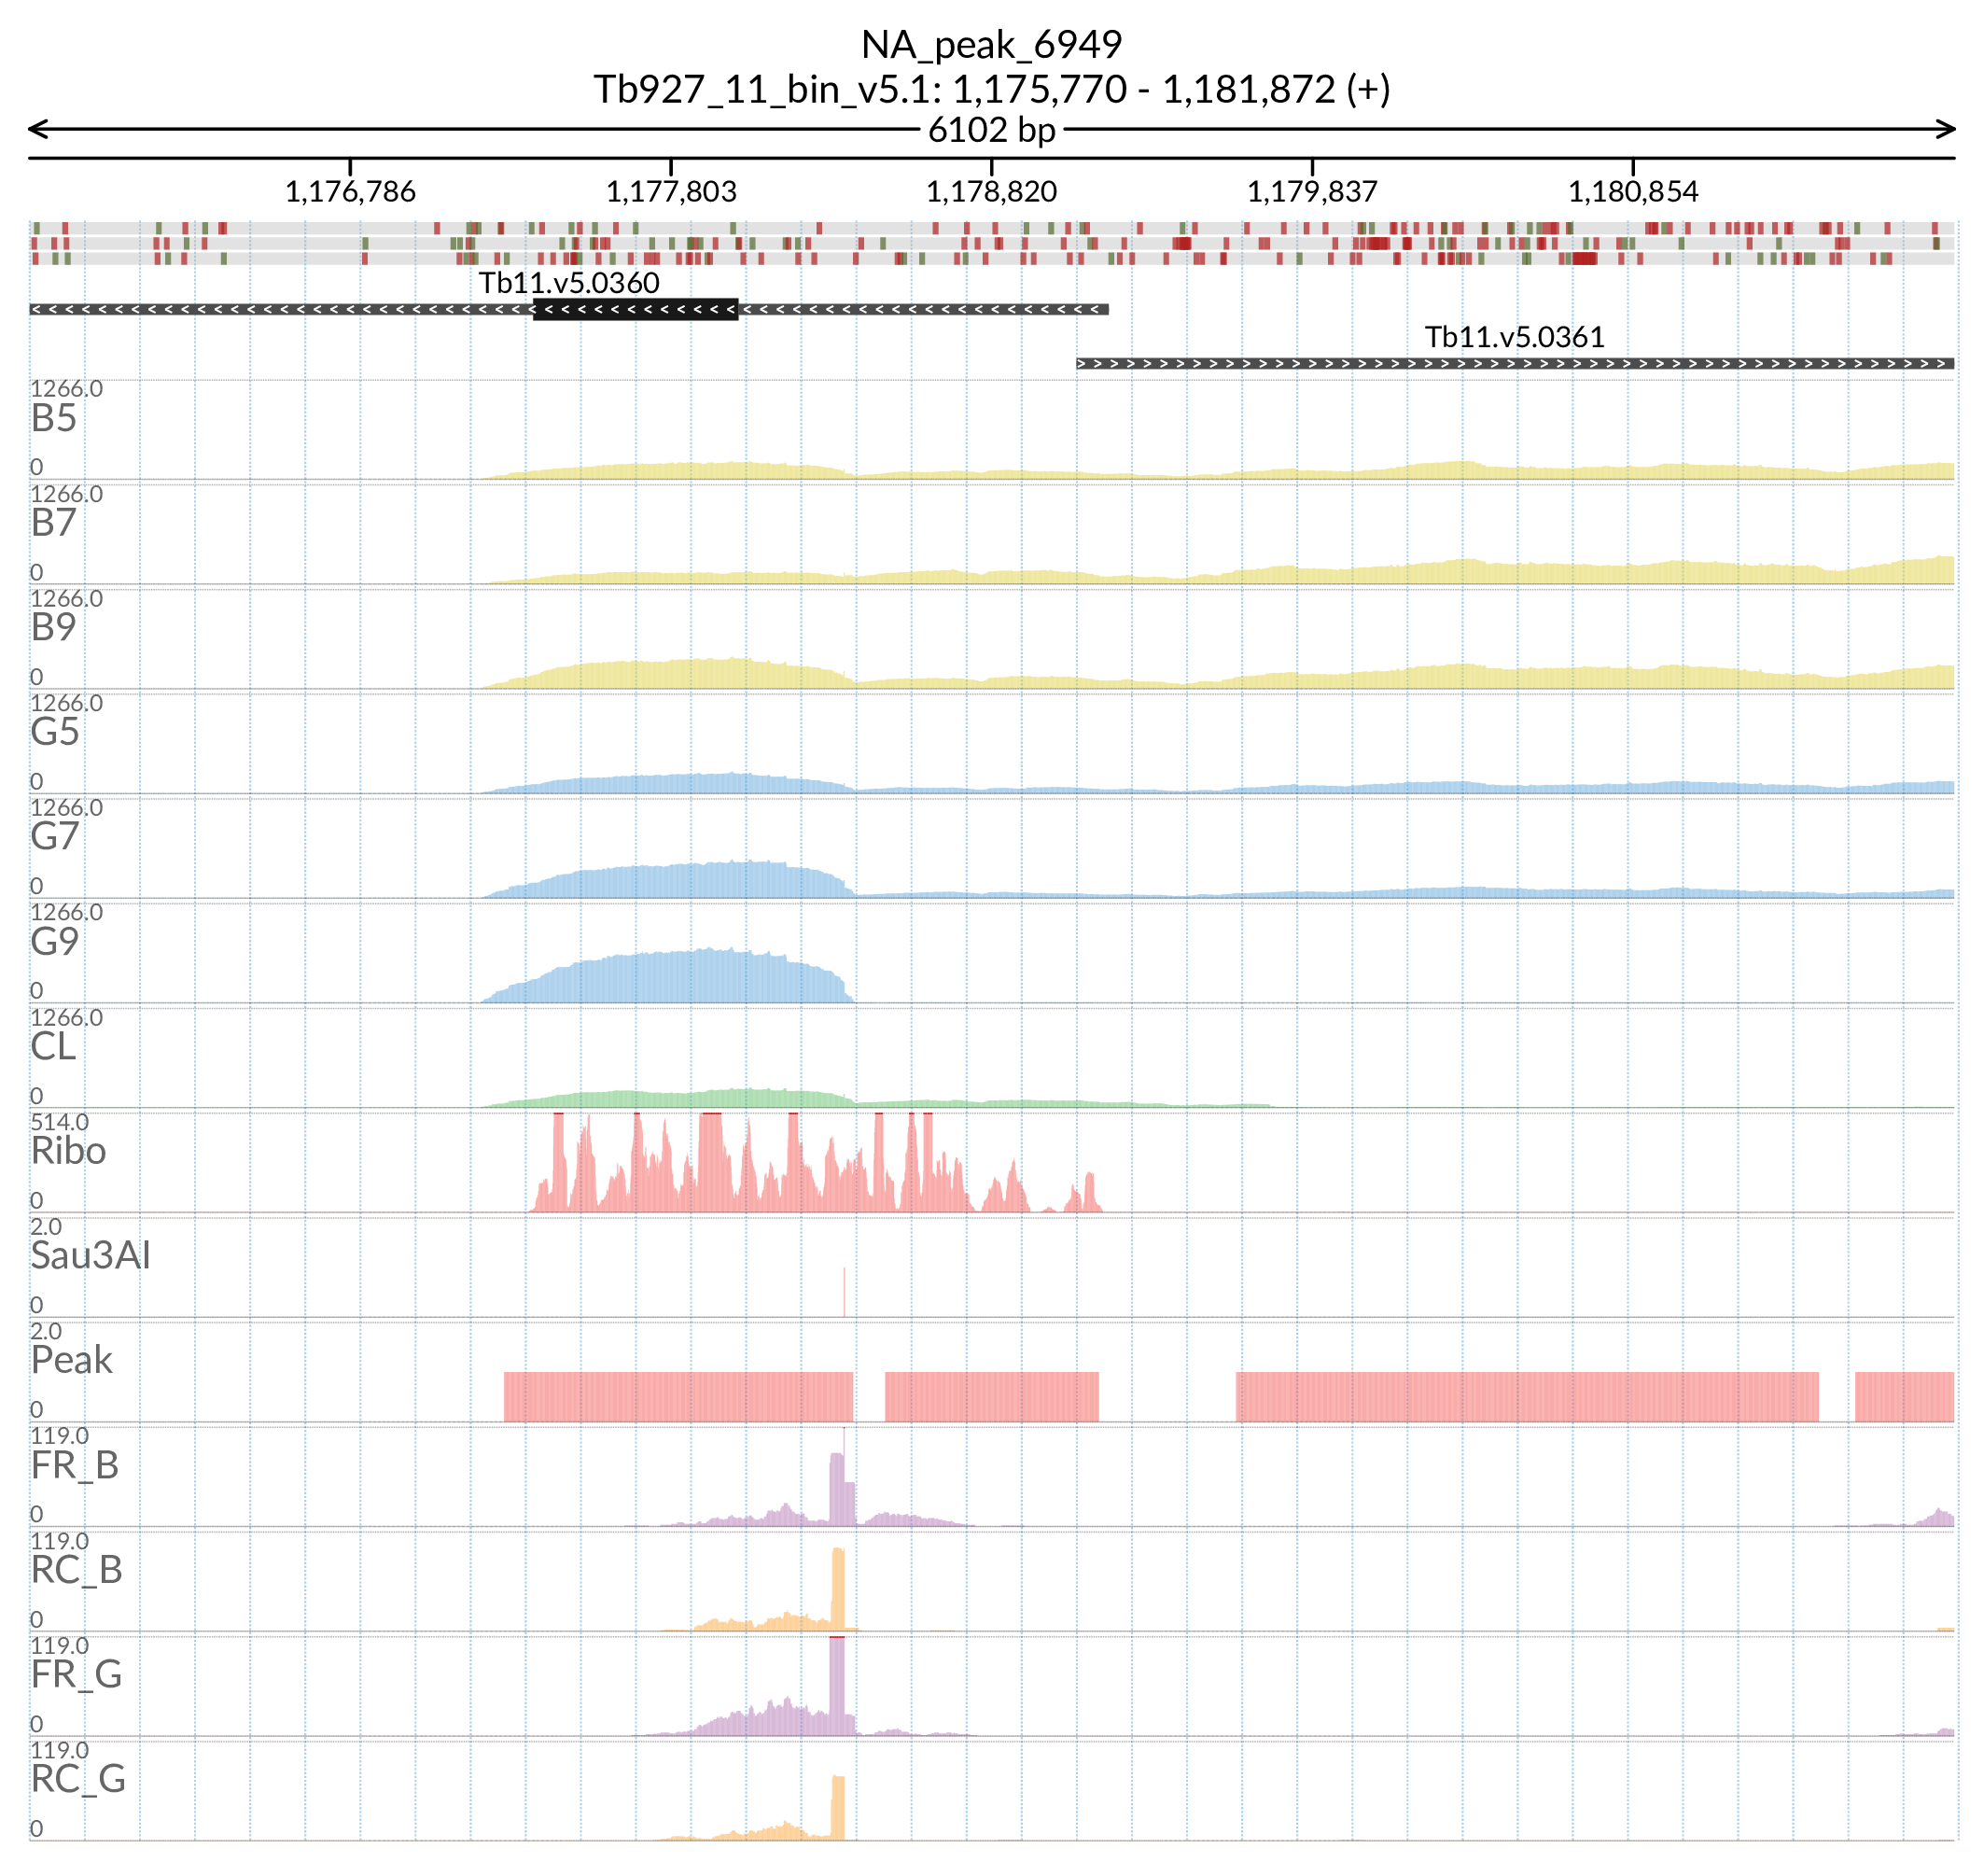 NA_peak_6949
Tb927_11_bin_v5.1: 1,175,770 - 1,181,872 (+)
6102 bp
1,176,786 1,177,803 1,178,820 1,179,837 1,180,854
Tb11.v5.0360
Tb11.v5.0361
1266.0
B5
0
1266.0
B7
0
1266.0
B9
0
1266.0
G5
0
1266.0
G7
0
1266.0
G9
0
1266.0
CL
0
514.0
Ribo
0
2.0
Sau3AI
0
2.0
Peak
0
119.0
FR_B
0
119.0
RC_B
0
119.0
FR_G
0
119.0
RC_G
0